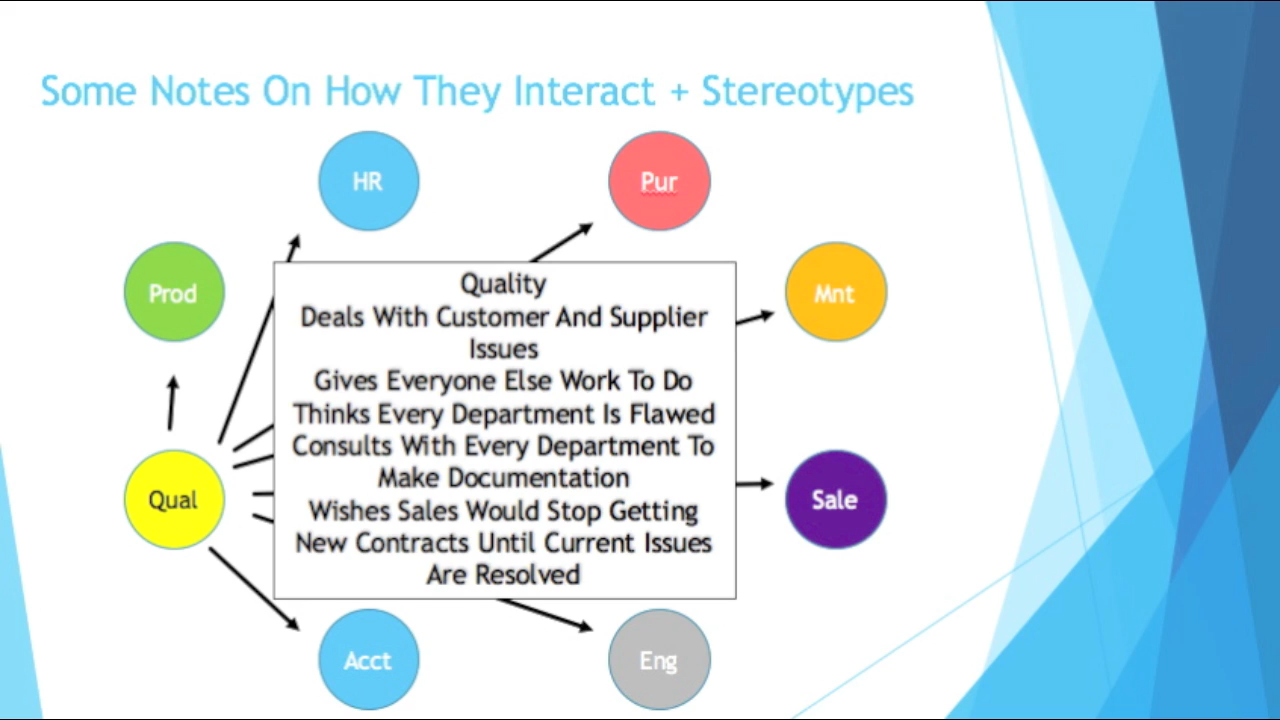 Some Notes On How They Interact + Stereotypes
HR
Pur
Prod
Mnt
Quality
Deals With Customer And Supplier
Issues
Gives Everyone Else Work To Do
Thinks Every Department Is Flawed
Consults With Every Department To
Make Documentation
Wishes Sales Would Stop Getting
New Contracts Until Current Issues
Are Resolved
Qual
Sale
Acct
Eng